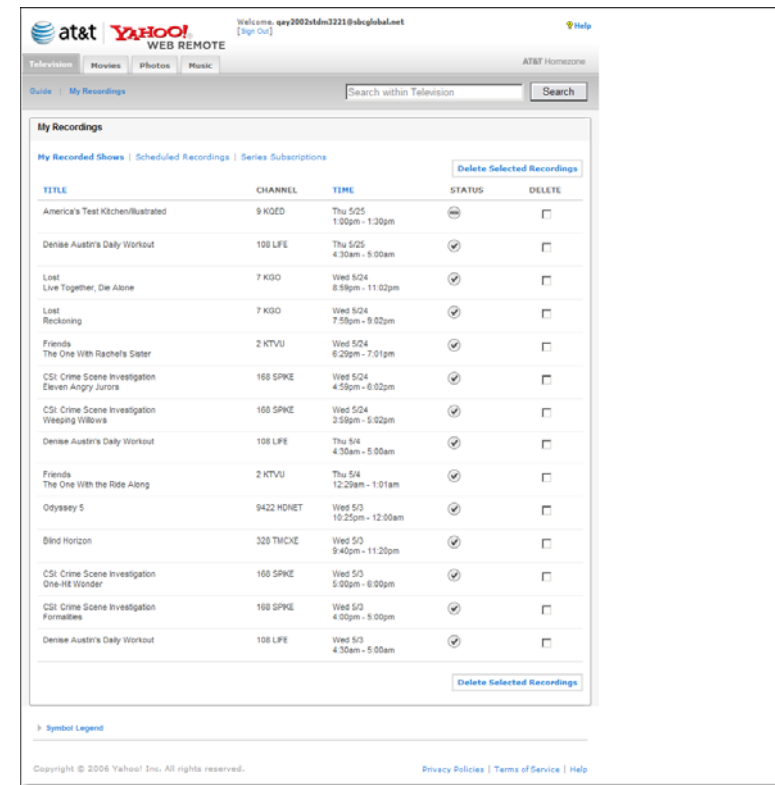 at&t YAHOO! WEB REMOTE
Welcome, qay2002stdm3221@sbcglobal.net
[Sign Out]
Help
Television Movies Photos Music
AT&T Homezone
Guide | My Recordings
Search within Television Search
My Recordings
My Recorded Shows | Scheduled Recordings | Series Subscriptions
Delete Selected Recordings
TITLE CHANNEL TIME STATUS DELETE
America's Test Kitchen/Illustrated 9 KQED Thu 5/25
1:00pm - 1:30pm
Denise Austin's Daily Workout 108 LIFE Thu 5/25
4:30am - 5:00am
Lost 7 KGO Wed 5/24
Live Together, Die Alone 8:59pm - 11:02pm
Lost 7 KGO Wed 5/24
Reckoning 7:59pm - 9:02pm
Friends 2 KTVU Wed 5/24
The One With Rachel's Sister 6:29pm - 7:01pm
CSI: Crime Scene Investigation 168 SPIKE Wed 5/24
Eleven Angry Jurors 4:59pm - 6:02pm
CSI: Crime Scene Investigation 168 SPIKE Wed 5/24
Weeping Willows 3:59pm - 5:02pm
Denise Austin's Daily Workout 108 LIFE Thu 5/4
4:30am - 5:00am
Friends 2 KTVU Thu 5/4
The One With the Ride Along 12:29am - 1:01am
Odyssey 5 9422 HDNET Wed 5/3
10:25pm - 12:00am
Blind Horizon 328 TMCXE Wed 5/3
9:40pm - 11:20pm
CSI: Crime Scene Investigation 168 SPIKE Wed 5/3
One-Hit Wonder 5:00pm - 6:00pm
CSI: Crime Scene Investigation 168 SPIKE Wed 5/3
Formalities 4:00pm - 5:00pm
Denise Austin's Daily Workout 108 LIFE Wed 5/3
4:30am - 5:00am
Delete Selected Recordings
Symbol Legend
Copyright © 2006 Yahoo! Inc. All rights reserved.
Privacy Policies | Terms of Service | Help